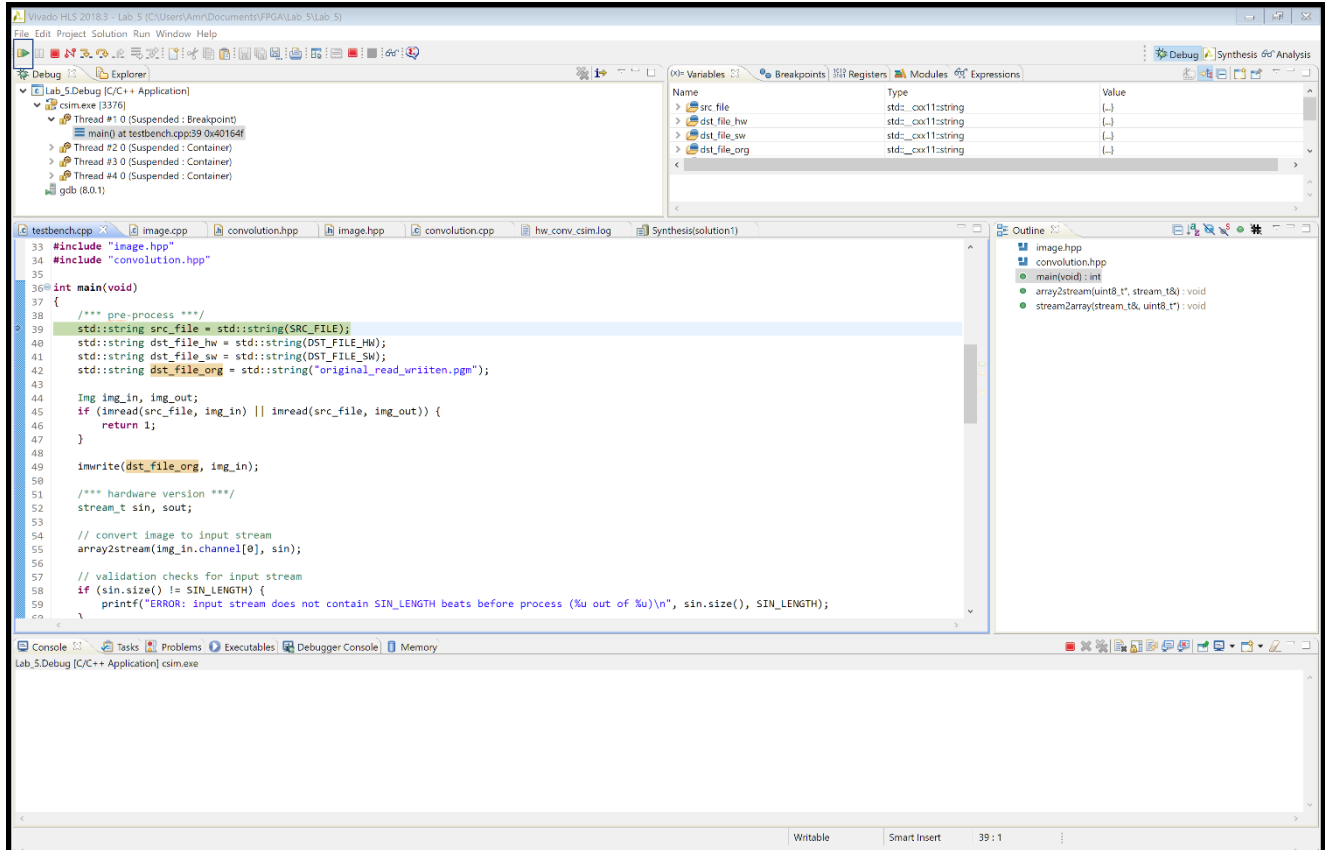 Vivado HLS 2018.3 - Lab_5 (C:\Users\Amr\Documents\FPGA\Lab_5\Lab_5)
File Edit Project Solution Run Window Help
Debug Synthesis Analysis
Debug Explorer
Lab_5.Debug [C/C++ Application]
csim.exe [3376]
Thread #1 0 (Suspended : Breakpoint)
main() at testbench.cpp:39 0x40164f
Thread #2 0 (Suspended : Container)
Thread #3 0 (Suspended : Container)
Thread #4 0 (Suspended : Container)
gdb (8.0.1)
(x)= Variables Breakpoints Registers Modules Expressions
Name Type Value
src_file std::__cxx11::string {...}
dst_file_hw std::__cxx11::string {...}
dst_file_sw std::__cxx11::string {...}
dst_file_org std::__cxx11::string {...}
testbench.cpp image.cpp convolution.hpp image.hpp convolution.cpp hw_conv_csim.log Synthesis(solution1)
33 #include "image.hpp"
34 #include "convolution.hpp"
35
36 int main(void)
37 {
38 /*** pre-process ***/
39 std::string src_file = std::string(SRC_FILE);
40 std::string dst_file_hw = std::string(DST_FILE_HW);
41 std::string dst_file_sw = std::string(DST_FILE_SW);
42 std::string dst_file_org = std::string("original_read_wriiten.pgm");
43
44 Img img_in, img_out;
45 if (imread(src_file, img_in) || imread(src_file, img_out)) {
46 return 1;
47 }
48
49 imwrite(dst_file_org, img_in);
50
51 /*** hardware version ***/
52 stream_t sin, sout;
53
54 // convert image to input stream
55 array2stream(img_in.channel[0], sin);
56
57 // validation checks for input stream
58 if (sin.size() != SIN_LENGTH) {
59 printf("ERROR: input stream does not contain SIN_LENGTH beats before process (%u out of %u)\n", sin.size(), SIN_LENGTH);
60 }
Outline
image.hpp
convolution.hpp
main(void) : int
array2stream(uint8_t*, stream_t&) : void
stream2array(stream_t&, uint8_t*) : void
Console Tasks Problems Executables Debugger Console Memory
Lab_5.Debug [C/C++ Application] csim.exe
Writable Smart Insert 39 : 1